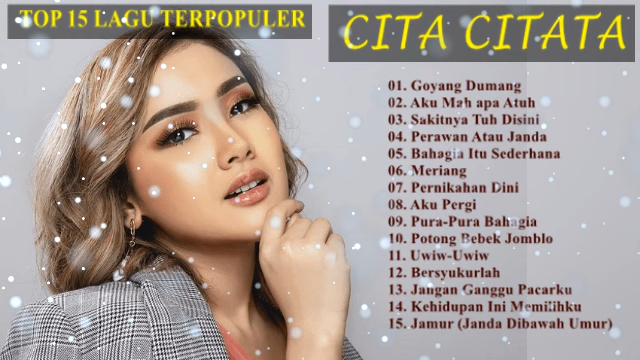 TOP 15 LAGU TERPOPULER
CITA CITATA
01. Goyang Dumang
02. Aku Mah apa Atuh
03. Sakitnya Tuh Disini
04. Perawan Atau Janda
05. Bahagia Itu Sederhana
06. Meriang
07. Pernikahan Dini
08. Aku Pergi
09. Pura-Pura Bahagia
10. Potong Bebek Jomblo
11. Uwiw-Uwiw
12. Bersyukurlah
13. Jangan Ganggu Pacarku
14. Kehidupan Ini Memilihku
15. Jamur (Janda Dibawah Umur)